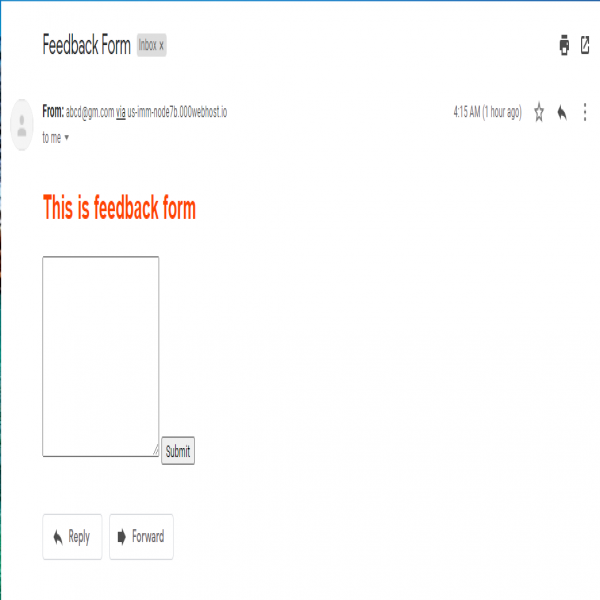 Feedback Form Inbox x
From: abcd@gm.com via us-imm-node7b.000webhost.io 4:15 AM (1 hour ago)
to me
This is feedback form
Submit
Reply Forward